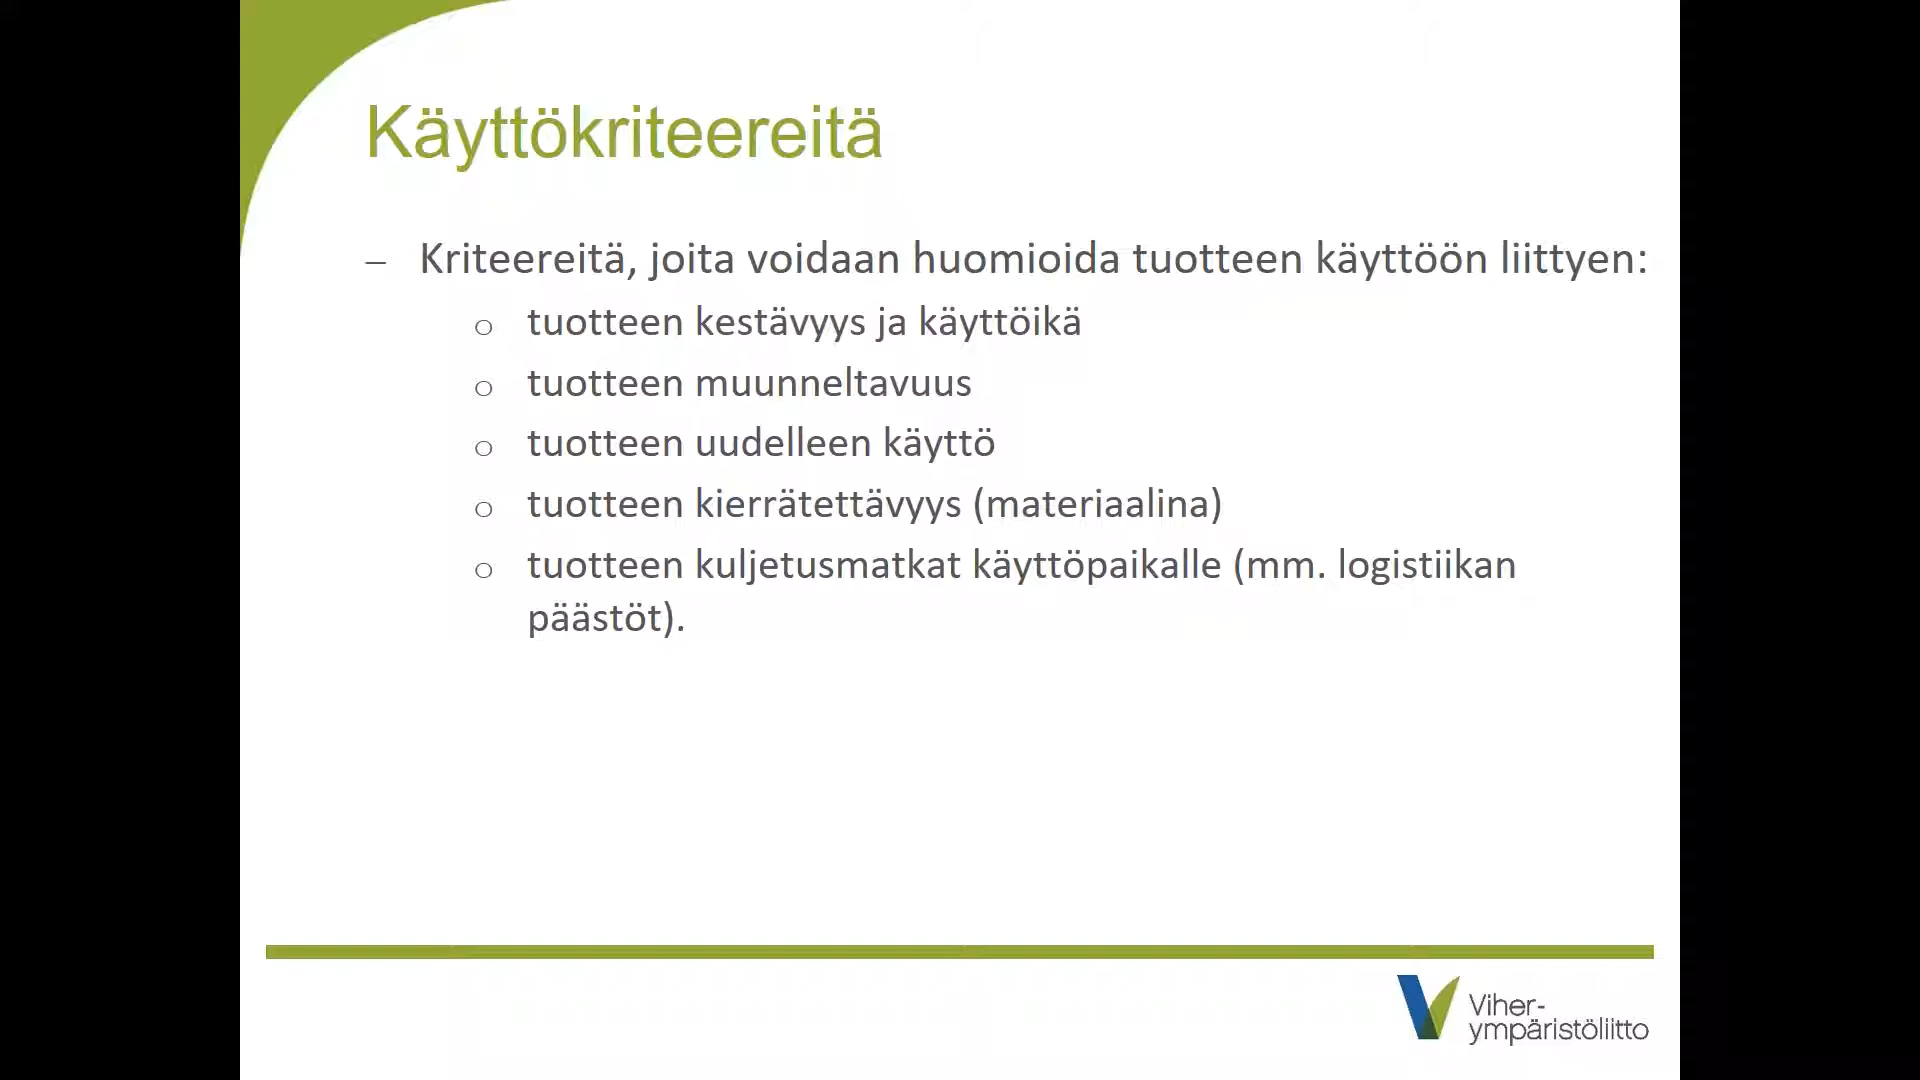 Käyttökriteereitä
– Kriteereitä, joita voidaan huomioida tuotteen käyttöön liittyen:
o tuotteen kestävyys ja käyttöikä
o tuotteen muunneltavuus
o tuotteen uudelleen käyttö
o tuotteen kierrätettävyys (materiaalina)
o tuotteen kuljetusmatkat käyttöpaikalle (mm. logistiikan
päästöt).
Viher-
ympäristöliitto